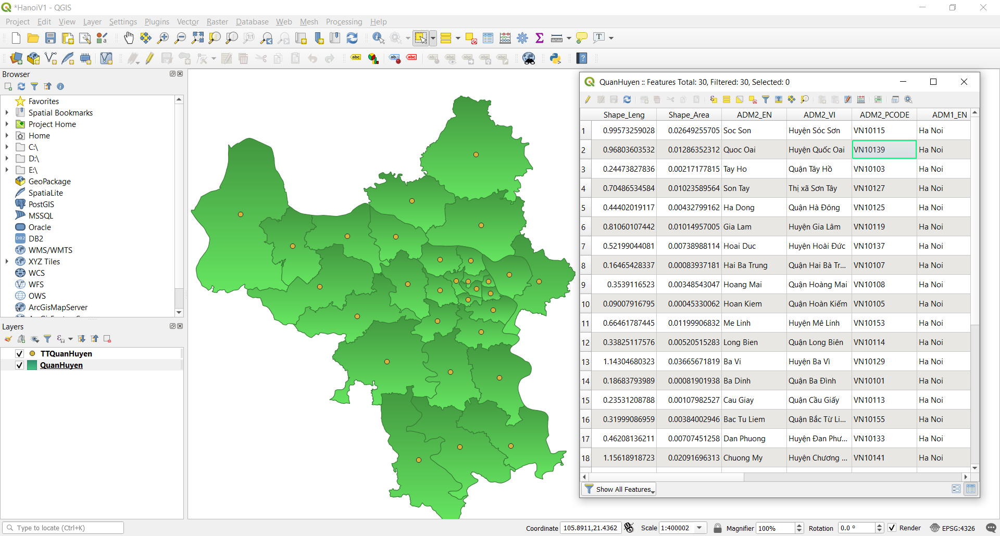 *HanoiV1 - QGIS
Project Edit View Layer Settings Plugins Vector Raster Database Web Mesh Processing Help
Browser
Favorites
Spatial Bookmarks
Project Home
Home
C:\
D:\
E:\
GeoPackage
SpatiaLite
PostGIS
MSSQL
Oracle
DB2
WMS/WMTS
XYZ Tiles
WCS
WFS
OWS
ArcGisMapServer
Layers
TTQuanHuyen
QuanHuyen
QuanHuyen :: Features Total: 30, Filtered: 30, Selected: 0
Shape_Leng Shape_Area ADM2_EN ADM2_VI ADM2_PCODE ADM1_EN
1 0.99573259028 0.02649255705 Soc Son Huyện Sóc Sơn VN10115 Ha Noi
2 0.96803603532 0.01286352312 Quoc Oai Huyện Quốc Oai VN10139 Ha Noi
3 0.24473827836 0.00217177815 Tay Ho Quận Tây Hồ VN10103 Ha Noi
4 0.70486534584 0.01023589564 Son Tay Thị xã Sơn Tây VN10127 Ha Noi
5 0.44402019117 0.00432799162 Ha Dong Quận Hà Đông VN10125 Ha Noi
6 0.81060107442 0.01014957005 Gia Lam Huyện Gia Lâm VN10119 Ha Noi
7 0.52199044081 0.00738988114 Hoai Duc Huyện Hoài Đức VN10137 Ha Noi
8 0.16465428337 0.00083937181 Hai Ba Trung Quận Hai Bà Tr... VN10107 Ha Noi
9 0.3539116523 0.00348543047 Hoang Mai Quận Hoàng Mai VN10108 Ha Noi
10 0.09007916795 0.00045330062 Hoan Kiem Quận Hoàn Kiếm VN10105 Ha Noi
11 0.66461787445 0.01199906832 Me Linh Huyện Mê Linh VN10153 Ha Noi
12 0.33825117576 0.00520515283 Long Bien Quận Long Biên VN10114 Ha Noi
13 1.14304680323 0.03665671819 Ba Vi Huyện Ba Vì VN10129 Ha Noi
14 0.18683793989 0.00081901938 Ba Dinh Quận Ba Đình VN10101 Ha Noi
15 0.23531208788 0.00107982527 Cau Giay Quận Cầu Giấy VN10113 Ha Noi
16 0.31999086959 0.00384002946 Bac Tu Liem Quận Bắc Từ Li... VN10155 Ha Noi
17 0.46208136211 0.00707451258 Dan Phuong Huyện Đan Phư... VN10133 Ha Noi
18 1.15618918723 0.02091696313 Chuong My Huyện Chương ... VN10141 Ha Noi
Show All Features
Type to locate (Ctrl+K)
Coordinate 105.8911,21.4362 Scale 1:400002 Magnifier 100% Rotation 0.0 ° Render EPSG:4326